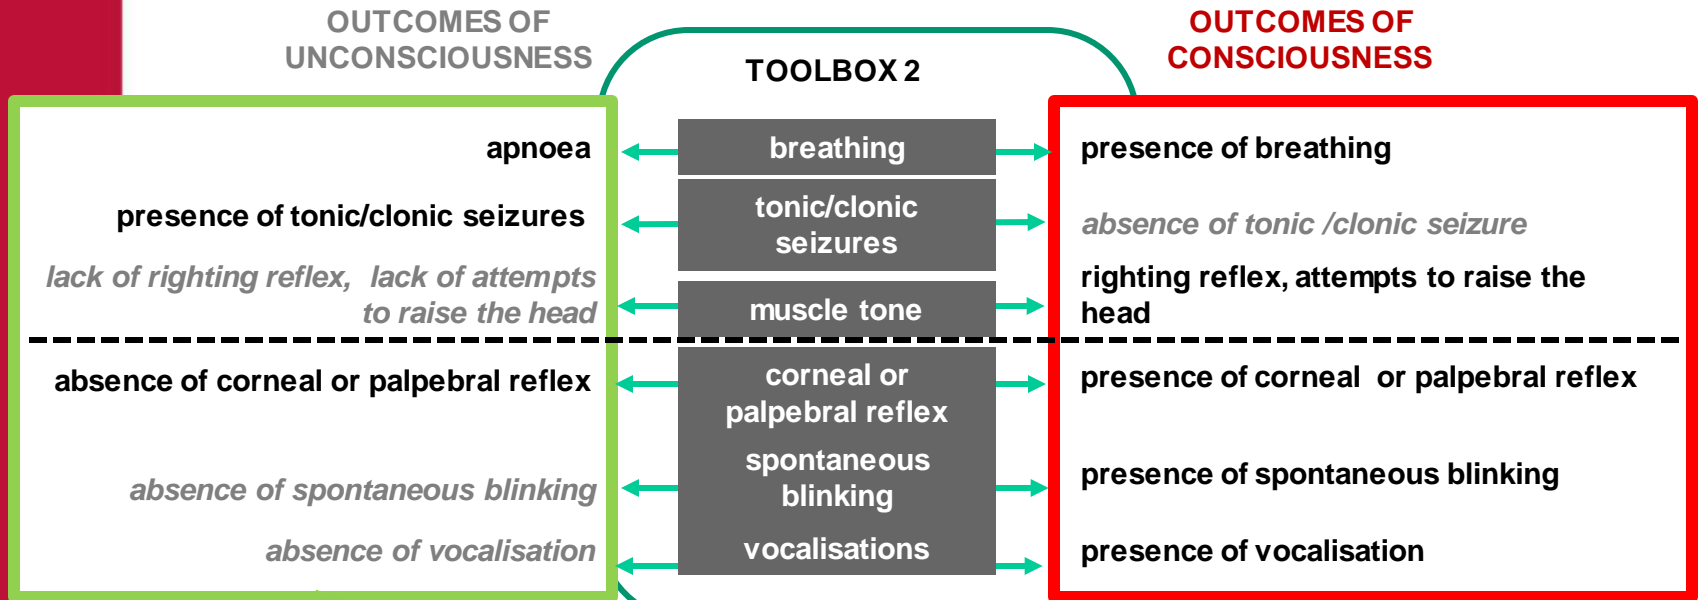 OUTCOMES OF
UNCONSCIOUSNESS
TOOLBOX 2
OUTCOMES OF
CONSCIOUSNESS
apnoea
breathing
presence of breathing
presence of tonic/clonic seizures
tonic/clonic
seizures
absence of tonic /clonic seizure
lack of righting reflex, lack of attempts
to raise the head
muscle tone
righting reflex, attempts to raise the
head
absence of corneal or palpebral reflex
corneal or
palpebral reflex
presence of corneal or palpebral reflex
absence of spontaneous blinking
spontaneous
blinking
presence of spontaneous blinking
absence of vocalisation
vocalisations
presence of vocalisation